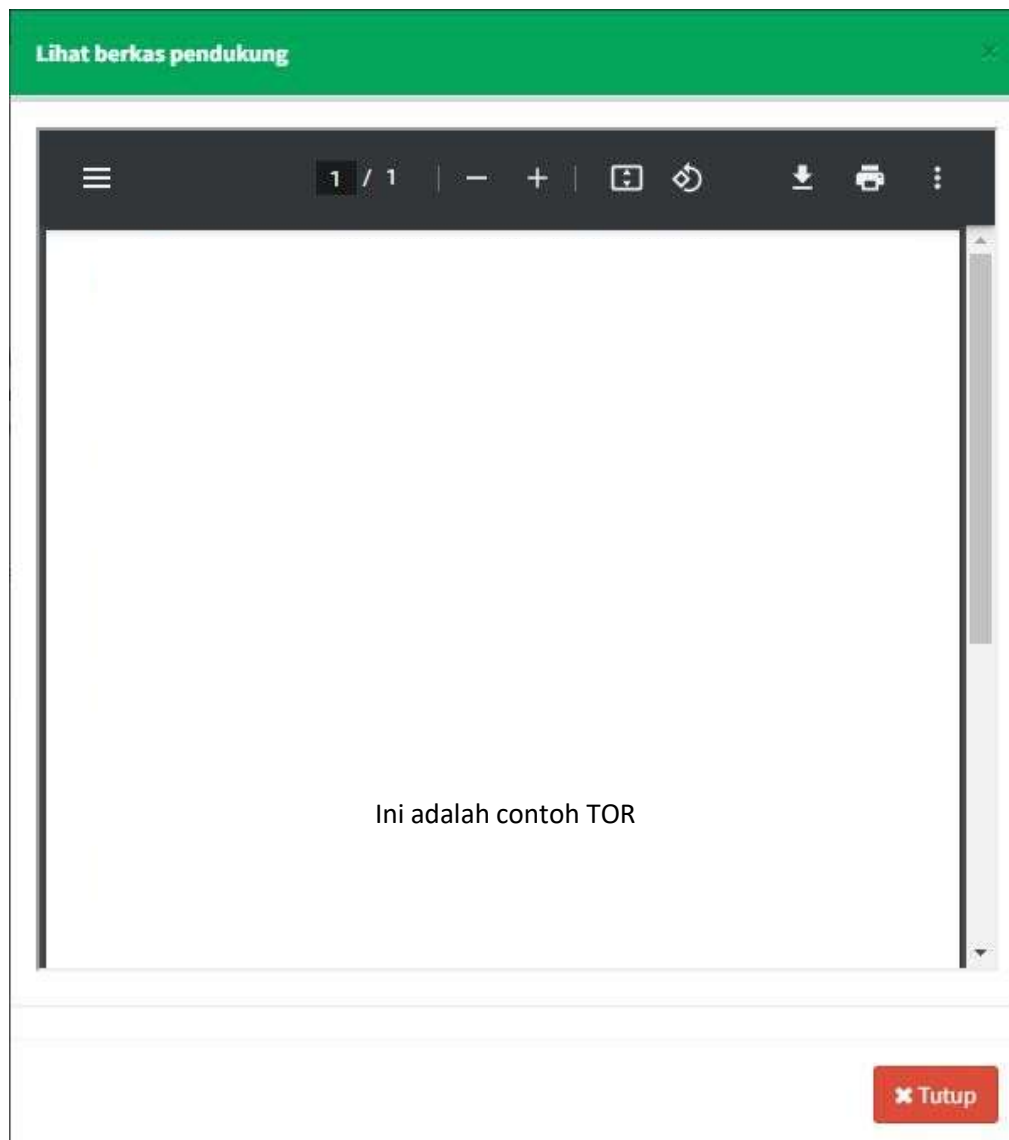 Lihat berkas pendukung ×
1 / 1
Ini adalah contoh TOR
✖ Tutup